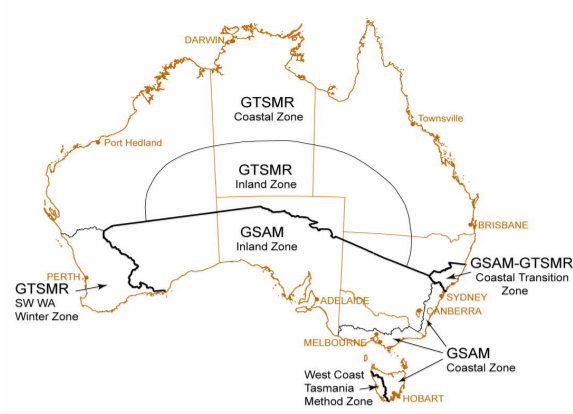 DARWIN
GTSMR
Coastal Zone
Townsville
Port Hedland
GTSMR
Inland Zone
BRISBANE
GSAM
Inland Zone
GSAM-GTSMR
Coastal Transition
Zone
PERTH
GTSMR
SW WA
Winter Zone
ADELAIDE
SYDNEY
CANBERRA
MELBOURNE
GSAM
Coastal Zone
West Coast
Tasmania
Method Zone
HOBART